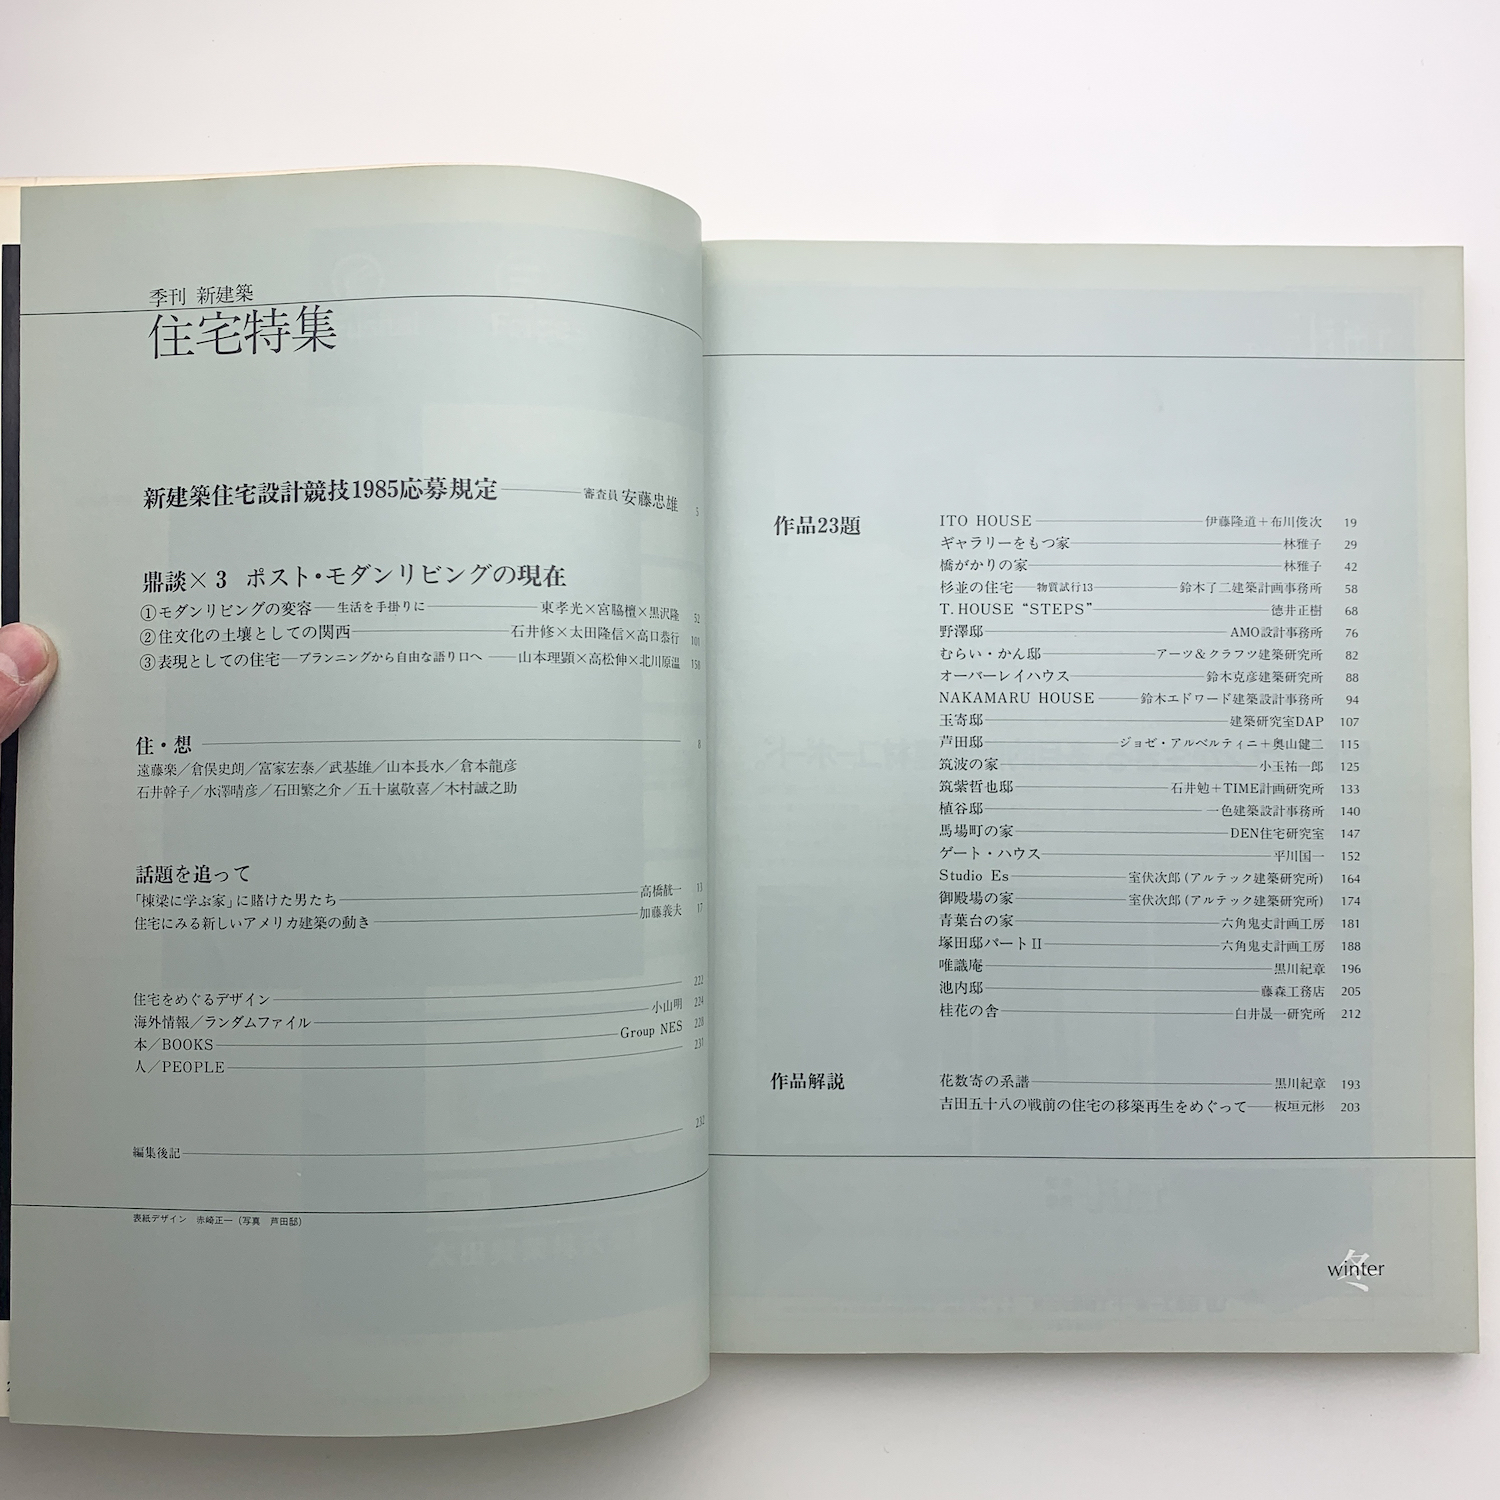 季刊 新建築
住宅特集
新建築住宅設計競技1985応募規定 審査員 安藤忠雄 5
鼎談×3 ポスト・モダンリビングの現在
①モダンリビングの変容 生活を手掛りに 東孝光×宮脇檀×黒沢隆 52
②住文化の土壌としての関西 石井修×太田隆信×高口恭行 101
③表現としての住宅 プランニングから自由な語り口へ 山本理顕×高松伸×北川原温 158
住・想 8
遠藤楽／倉俣史朗／富家宏泰／武基雄／山本長水／倉本龍彦
石井幹子／水澤晴彦／石田繁之介／五十嵐敬喜／木村誠之助
話題を追って
「棟梁に学ぶ家」に賭けた男たち 高橋靗一 13
住宅にみる新しいアメリカ建築の動き 加藤義夫 17
住宅をめぐるデザイン 222
海外情報／ランダムファイル 小山明 224
本／BOOKS Group NES 228
人／PEOPLE 231
編集後記 232
表紙デザイン 赤崎正一（写真 芦田邸）
作品23題
ITO HOUSE 伊藤隆道＋布川俊次 19
ギャラリーをもつ家 林雅子 29
橋がかりの家 林雅子 42
杉並の住宅 物質試行13 鈴木了二建築計画事務所 58
T. HOUSE “STEPS” 徳井正樹 68
野澤邸 AMO設計事務所 76
むらい・かん邸 アーツ＆クラフツ建築研究所 82
オーバーレイハウス 鈴木克彦建築研究所 88
NAKAMARU HOUSE 鈴木エドワード建築設計事務所 94
玉寄邸 建築研究室DAP 107
芦田邸 ジョゼ・アルベルティニ＋奥山健二 115
筑波の家 小玉祐一郎 125
筑紫哲也邸 石井勉＋TIME計画研究所 133
植谷邸 一色建築設計事務所 140
馬場町の家 DEN住宅研究室 147
ゲート・ハウス 平川国一 152
Studio Es 室伏次郎（アルテック建築研究所） 164
御殿場の家 室伏次郎（アルテック建築研究所） 174
青葉台の家 六角鬼丈計画工房 181
塚田邸パートⅡ 六角鬼丈計画工房 188
唯識庵 黒川紀章 196
池内邸 藤森工務店 205
桂花の舎 白井晟一研究所 212
作品解説
花数寄の系譜 黒川紀章 193
吉田五十八の戦前の住宅の移築再生をめぐって 板垣元彬 203
冬
winter